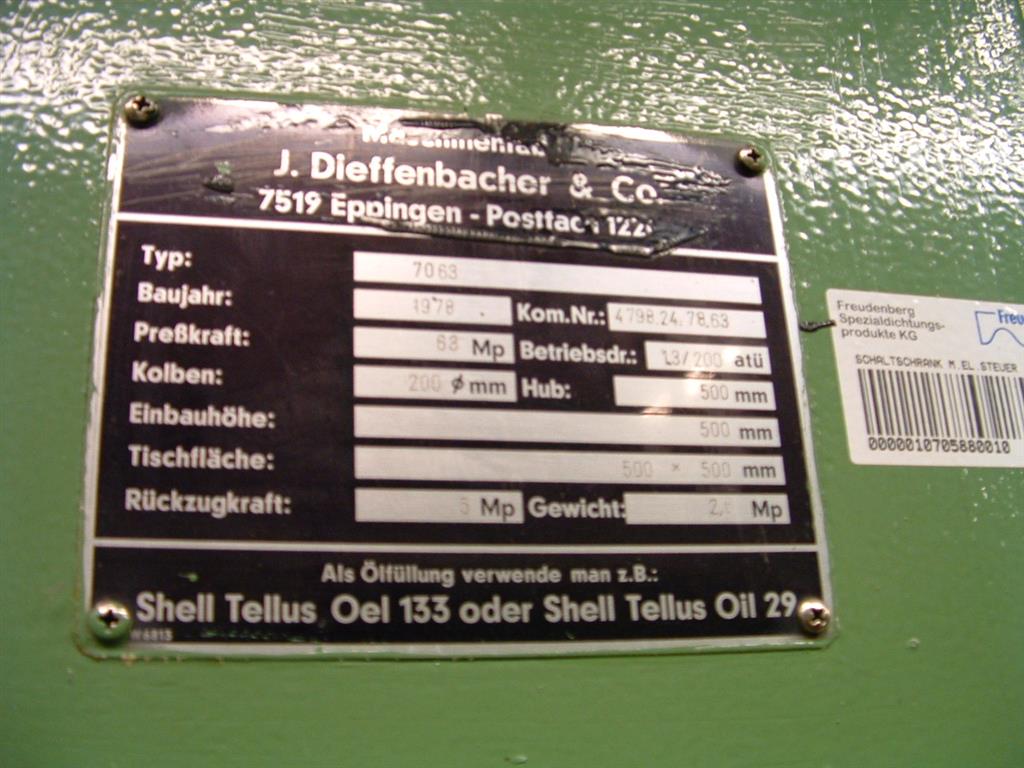 J. Dieffenbacher & Co.
7519 Eppingen - Postfach 122
Typ: 7063
Baujahr: 1978 Kom.Nr.: 4798.24.78.63
Preßkraft: 63 Mp Betriebsdr.: 13/200 atü
Kolben: 200 ϕ mm Hub: 500 mm
Einbauhöhe: 500 mm
Tischfläche: 500 × 500 mm
Rückzugkraft: 5 Mp Gewicht: Mp
Als Ölfüllung verwende man z.B.:
Shell Tellus Oel 133 oder Shell Tellus Oil 29
Freudenberg
Spezialdichtungs-
produkte KG
SCHALTSCHRANK M.EL.STEUER
0000010705880010